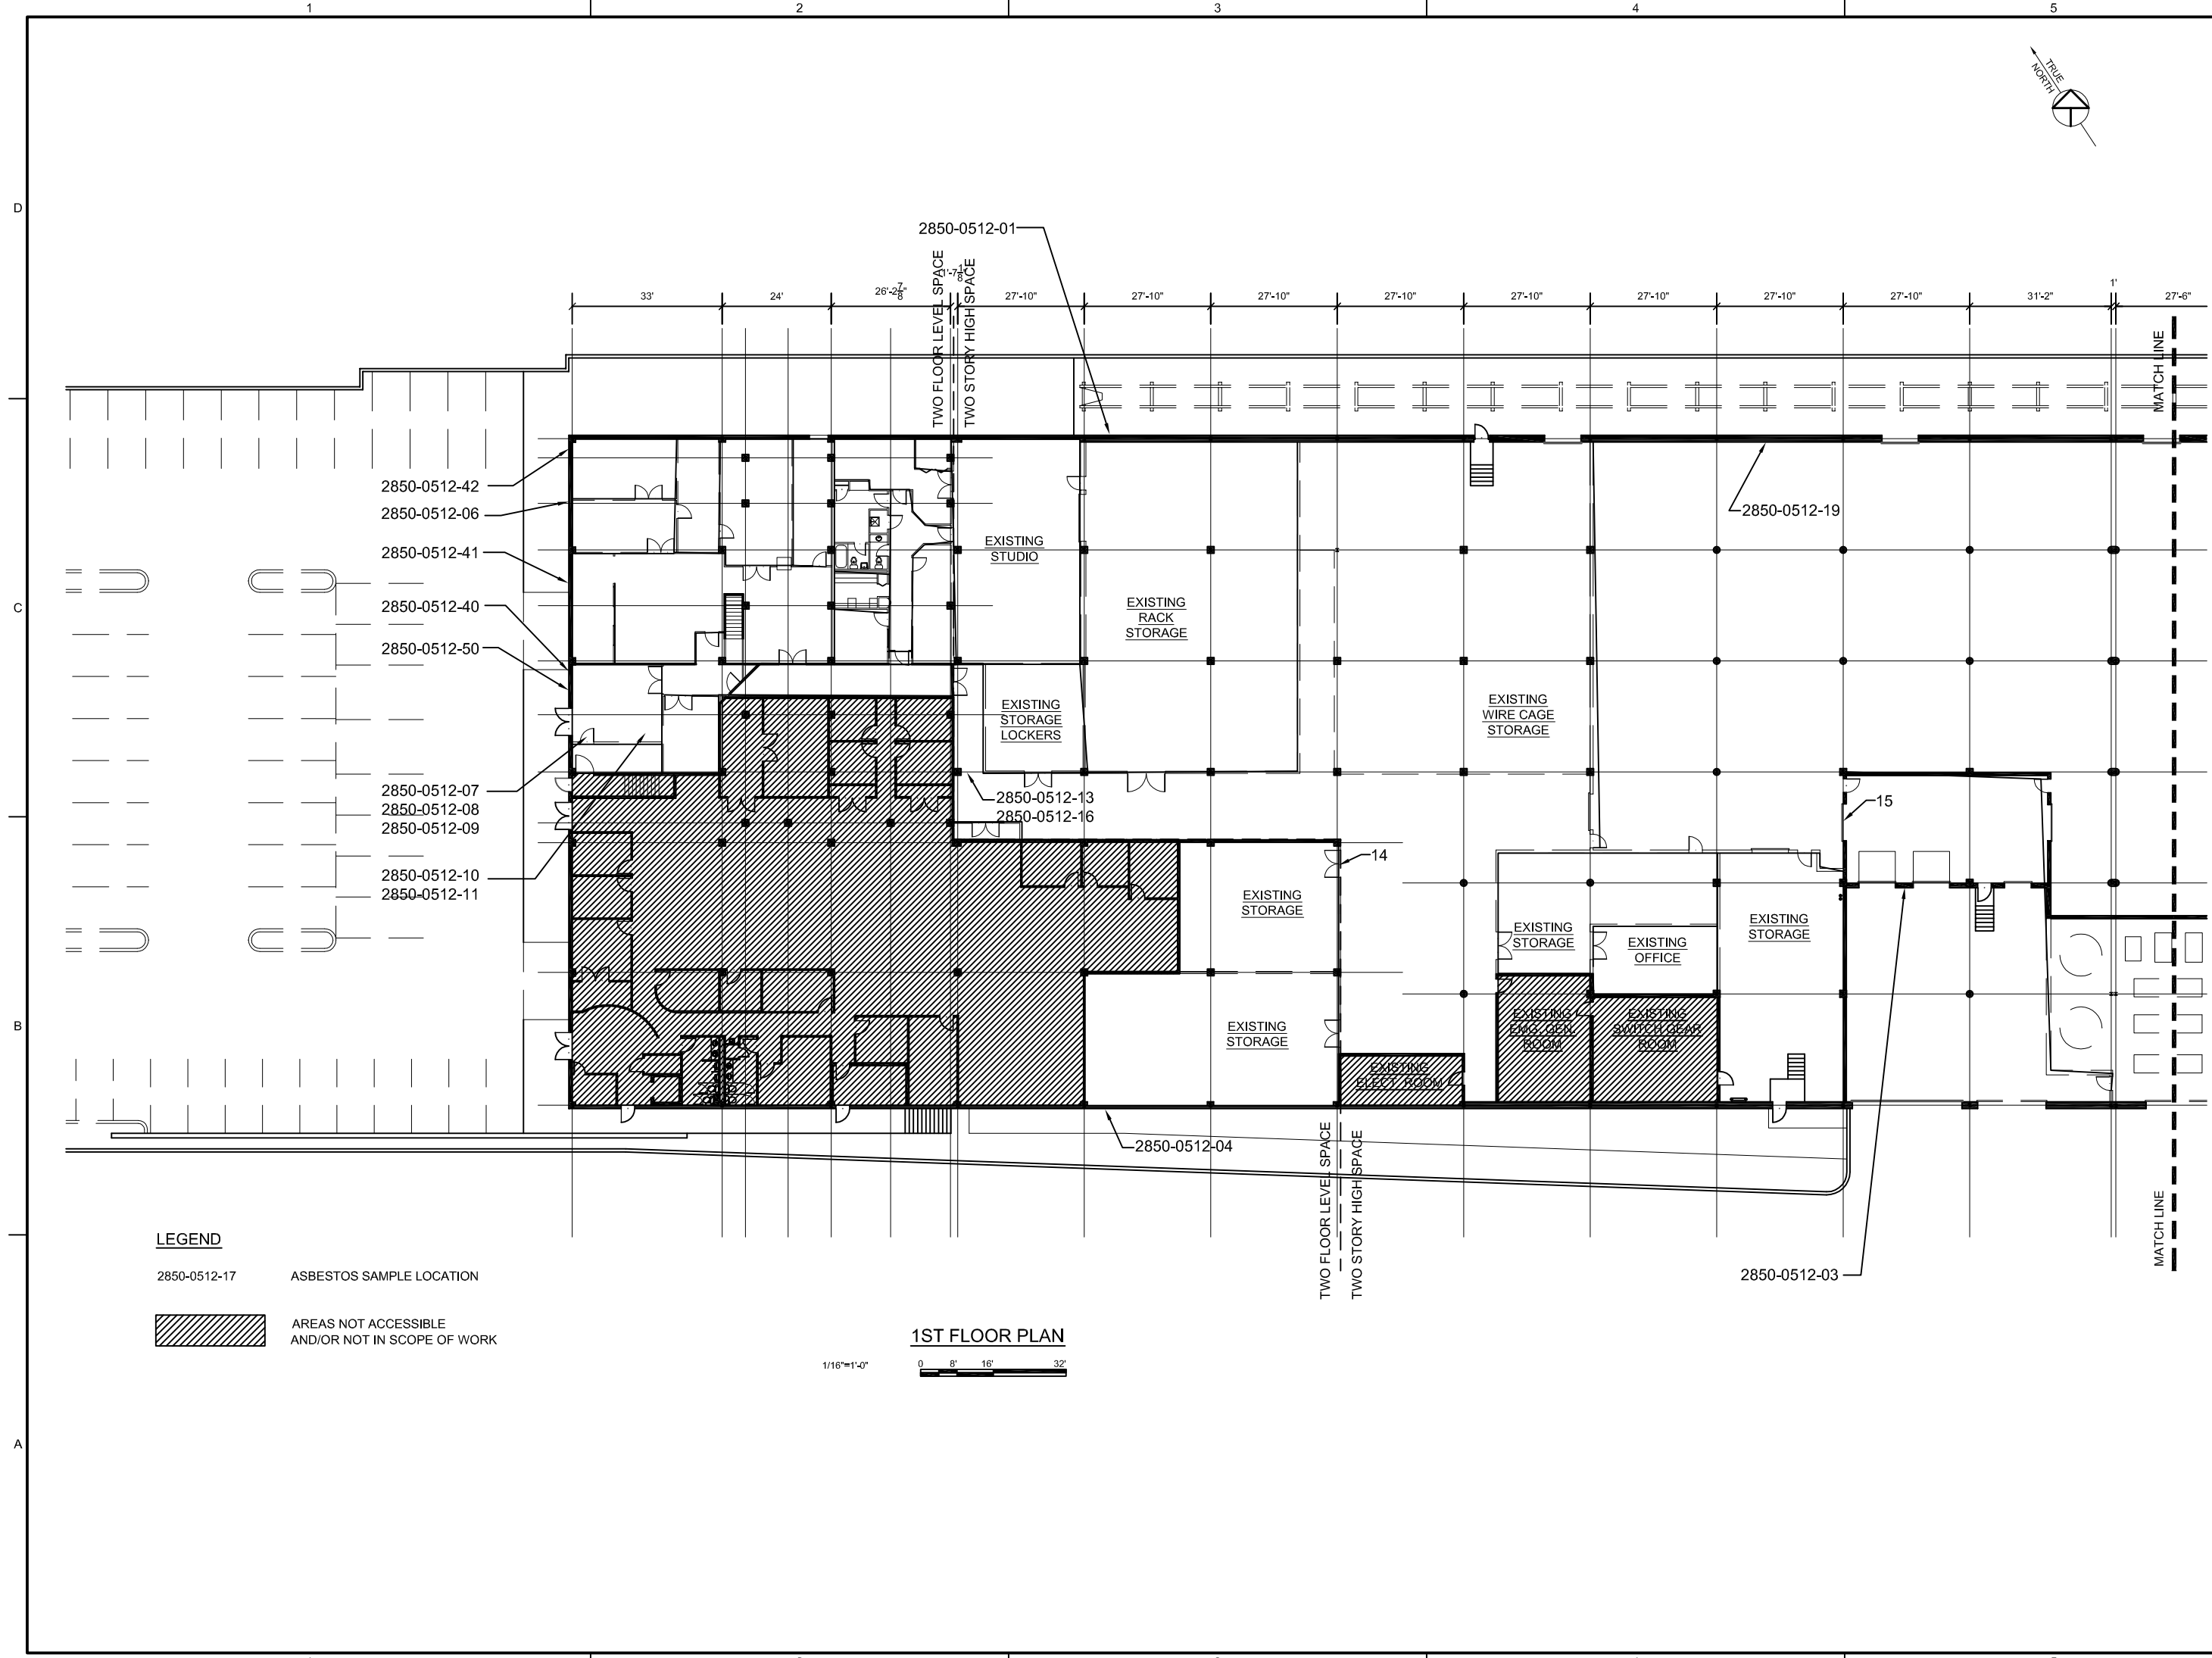 1
2
3
4
5
TRUE
NORTH
D
2850-0512-01
TWO FLOOR LEVEL SPACE
TWO STORY HIGH SPACE
33'
24'
26'-2 7/8"
1'-7 1/8"
27'-10"
27'-10"
27'-10"
27'-10"
27'-10"
27'-10"
27'-10"
27'-10"
31'-2"
1'
27'-6"
MATCH LINE
2850-0512-42
2850-0512-06
2850-0512-19
2850-0512-41
EXISTING
STUDIO
C
2850-0512-40
EXISTING
RACK
STORAGE
2850-0512-50
EXISTING
STORAGE
LOCKERS
EXISTING
WIRE CAGE
STORAGE
2850-0512-07
2850-0512-08
2850-0512-09
2850-0512-13
2850-0512-16
15
14
2850-0512-10
2850-0512-11
EXISTING
STORAGE
EXISTING
STORAGE
EXISTING
OFFICE
EXISTING
STORAGE
B
EXISTING
STORAGE
EXISTING
EMG. GEN.
ROOM
EXISTING
SWITCH GEAR
ROOM
EXISTING
ELECT. ROOM
2850-0512-04
TWO FLOOR LEVEL SPACE
TWO STORY HIGH SPACE
MATCH LINE
2850-0512-03
LEGEND
2850-0512-17 ASBESTOS SAMPLE LOCATION
AREAS NOT ACCESSIBLE
AND/OR NOT IN SCOPE OF WORK
1ST FLOOR PLAN
1/16"=1'-0"
0 8' 16' 32'
A